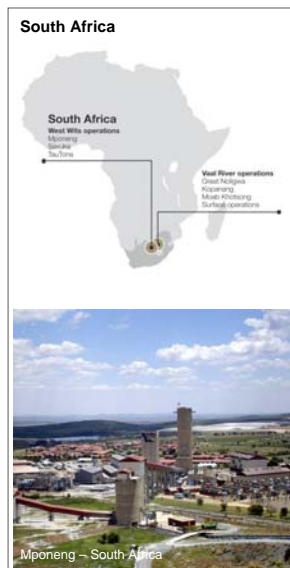 South Africa
South Africa
West Wits operations
Mponeng
Savuka
TauTona
Vaal River operations
Great Noligwa
Kopanang
Moab Khotsong
Surface operations
Mponeng – South Africa